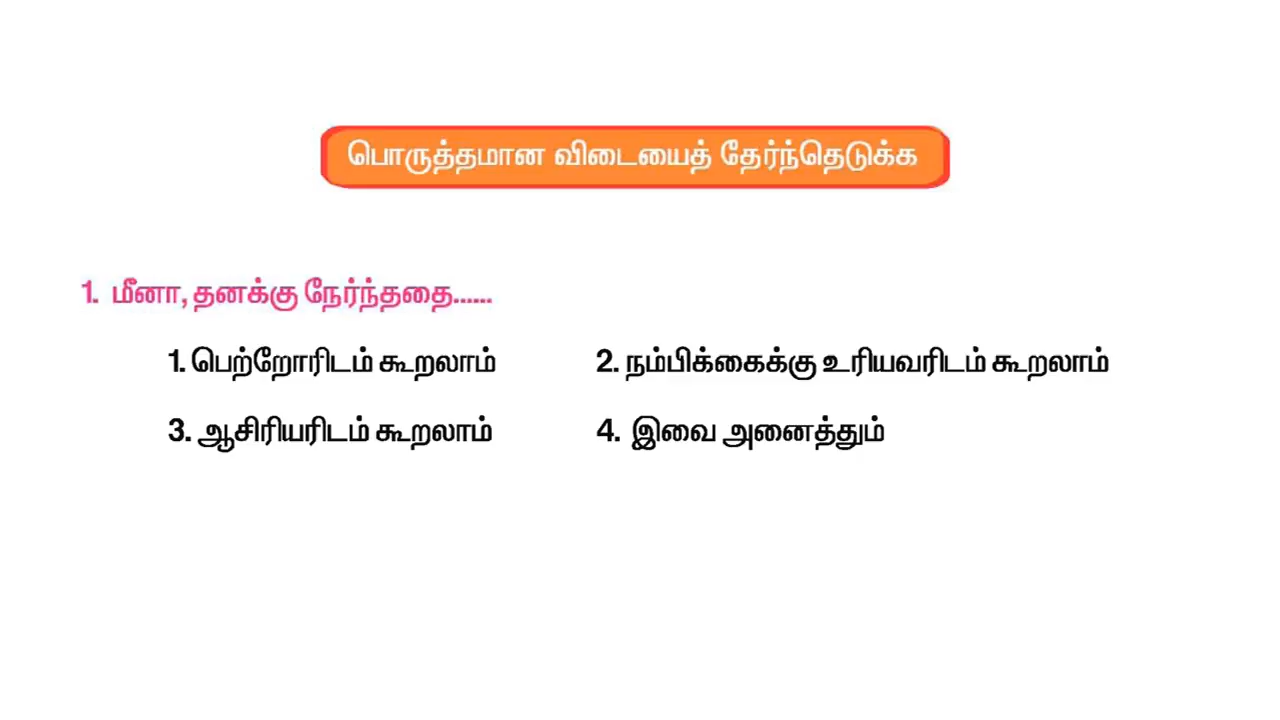 பொருத்தமான விடையைத் தேர்ந்தெடுக்க
1. மீனா, தனக்கு நேர்ந்ததை......
1. பெற்றோரிடம் கூறலாம் 2. நம்பிக்கைக்கு உரியவரிடம் கூறலாம்
3. ஆசிரியரிடம் கூறலாம் 4. இவை அனைத்தும்